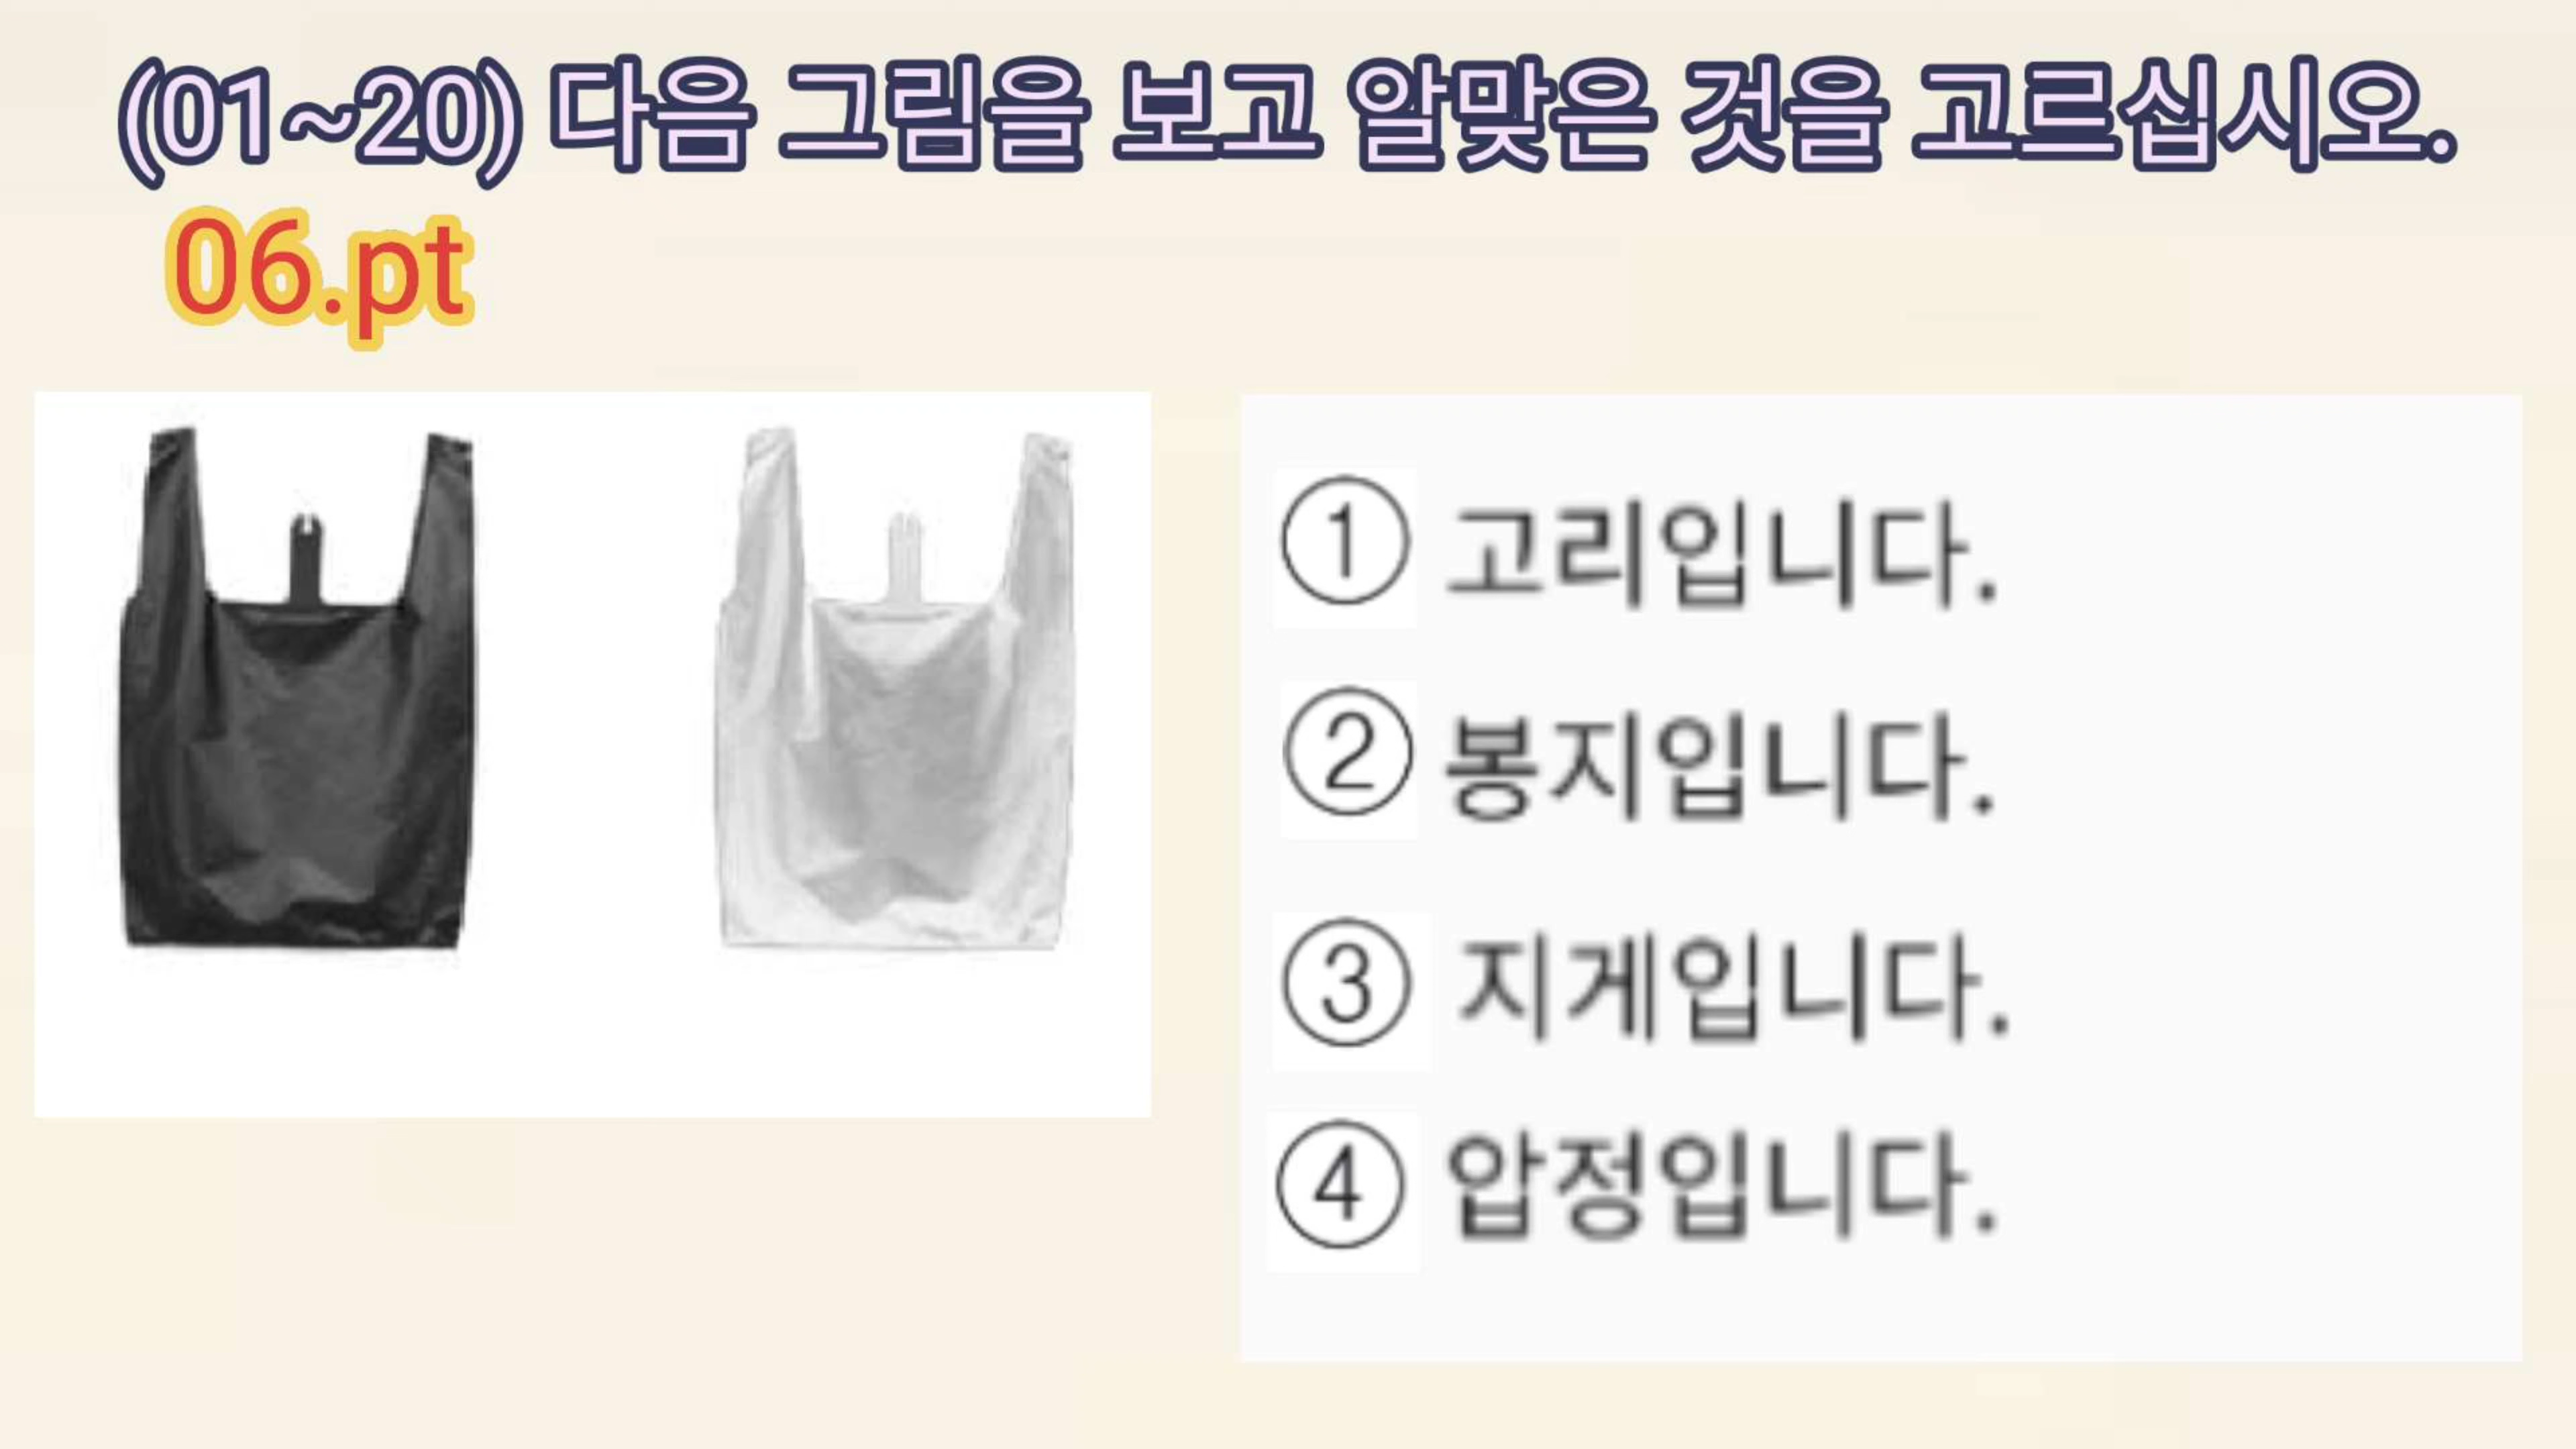 (01~20) 다음 그림을 보고 알맞은 것을 고르십시오.
06.pt
① 고리입니다.
② 봉지입니다.
③ 지게입니다.
④ 압정입니다.